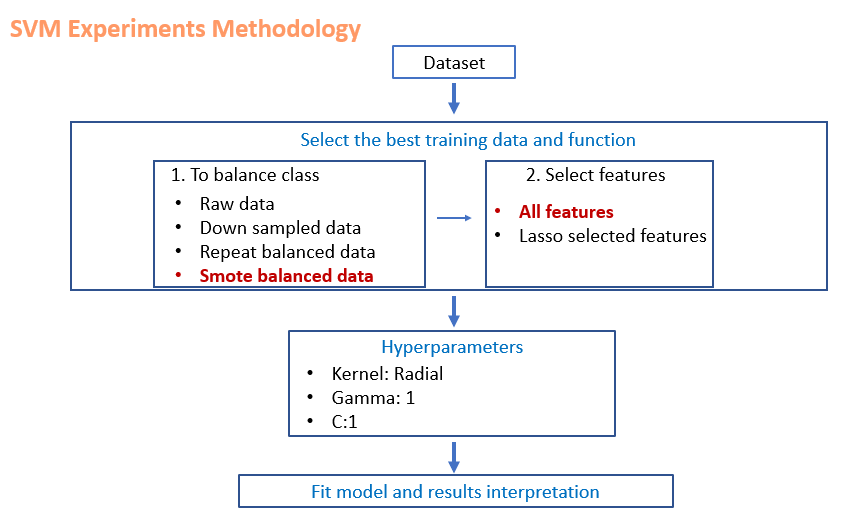 SVM Experiments Methodology
Dataset
Select the best training data and function
1. To balance class
• Raw data
• Down sampled data
• Repeat balanced data
• Smote balanced data
2. Select features
• All features
• Lasso selected features
Hyperparameters
• Kernel: Radial
• Gamma: 1
• C:1
Fit model and results interpretation